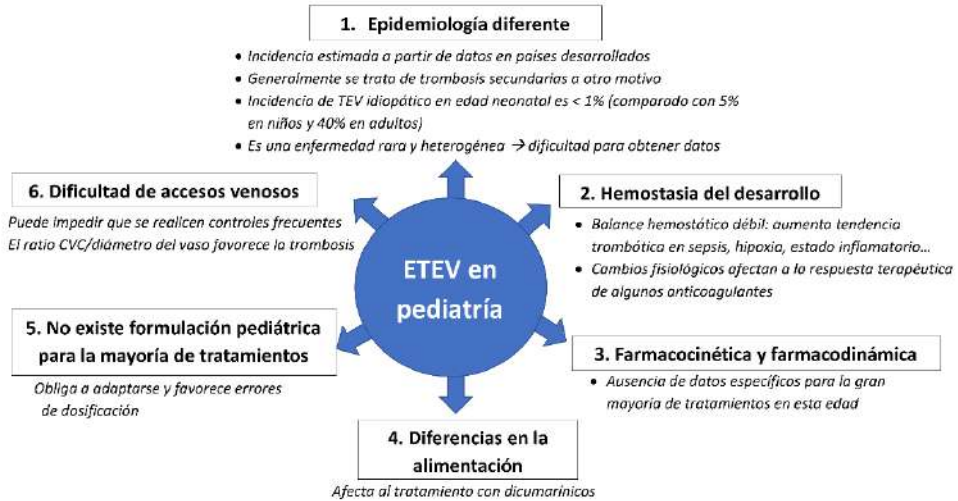 1. Epidemiología diferente
• Incidencia estimada a partir de datos en países desarrollados
• Generalmente se trata de trombosis secundarias a otro motivo
• Incidencia de TEV idiopático en edad neonatal es < 1% (comparado con 5%
en niños y 40% en adultos)
• Es una enfermedad rara y heterogénea → dificultad para obtener datos
6. Dificultad de accesos venosos
Puede impedir que se realicen controles frecuentes
El ratio CVC/diámetro del vaso favorece la trombosis
2. Hemostasia del desarrollo
• Balance hemostático débil: aumento tendencia
trombótica en sepsis, hipoxia, estado inflamatorio...
• Cambios fisiológicos afectan a la respuesta terapéutica
de algunos anticoagulantes
ETEV en
pediatría
5. No existe formulación pediátrica
para la mayoría de tratamientos
Obliga a adaptarse y favorece errores
de dosificación
3. Farmacocinética y farmacodinámica
• Ausencia de datos específicos para la gran
mayoría de tratamientos en esta edad
4. Diferencias en la
alimentación
Afecta al tratamiento con dicumarínicos